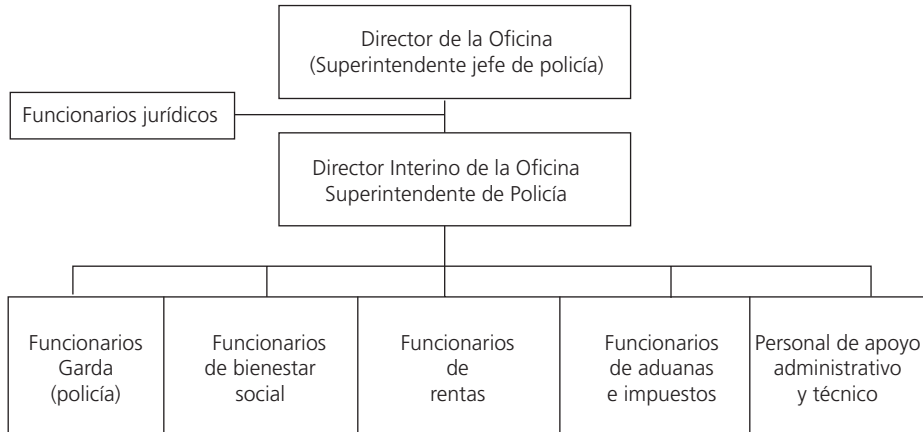 Director de la Oficina
(Superintendente jefe de policía)
Funcionarios jurídicos
Director Interino de la Oficina
Superintendente de Policía
Funcionarios
Garda
(policía)
Funcionarios
de bienestar
social
Funcionarios
de
rentas
Funcionarios
de aduanas
e impuestos
Personal de apoyo
administrativo
y técnico